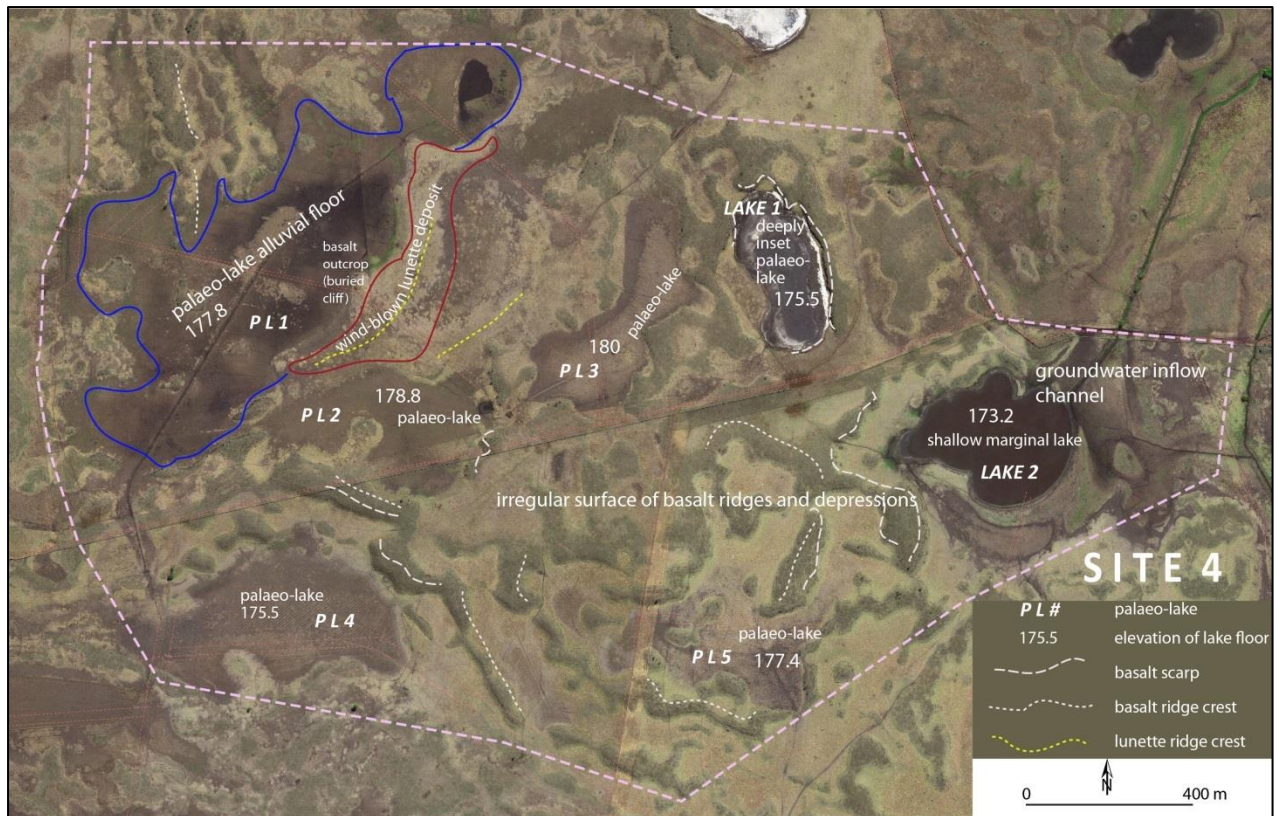 LAKE 1
deeply
inset
palaeo-
lake
175.5
palaeo-lake alluvial floor
177.8
P L 1
basalt
outcrop
(buried
cliff)
wind-blown lunette deposit
palaeo-lake
180
P L 3
178.8
P L 2
palaeo-lake
groundwater inflow
channel
173.2
shallow marginal lake
LAKE 2
irregular surface of basalt ridges and depressions
palaeo-lake
175.5
P L 4
palaeo-lake
P L 5
177.4
SITE 4
P L #
palaeo-lake
175.5
elevation of lake floor
basalt scarp
basalt ridge crest
lunette ridge crest
N
0
400 m